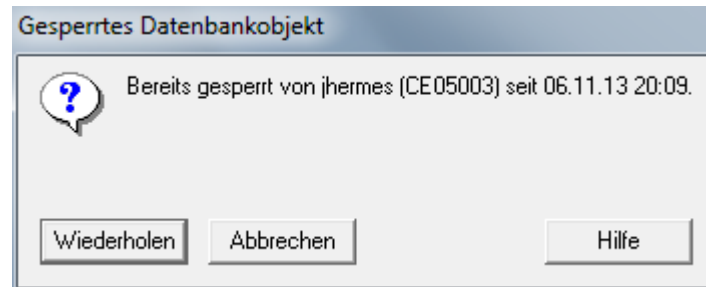 Gesperrtes Datenbankobjekt
?
Bereits gesperrt von jhermes (CE05003) seit 06.11.13 20:09.
Wiederholen Abbrechen Hilfe